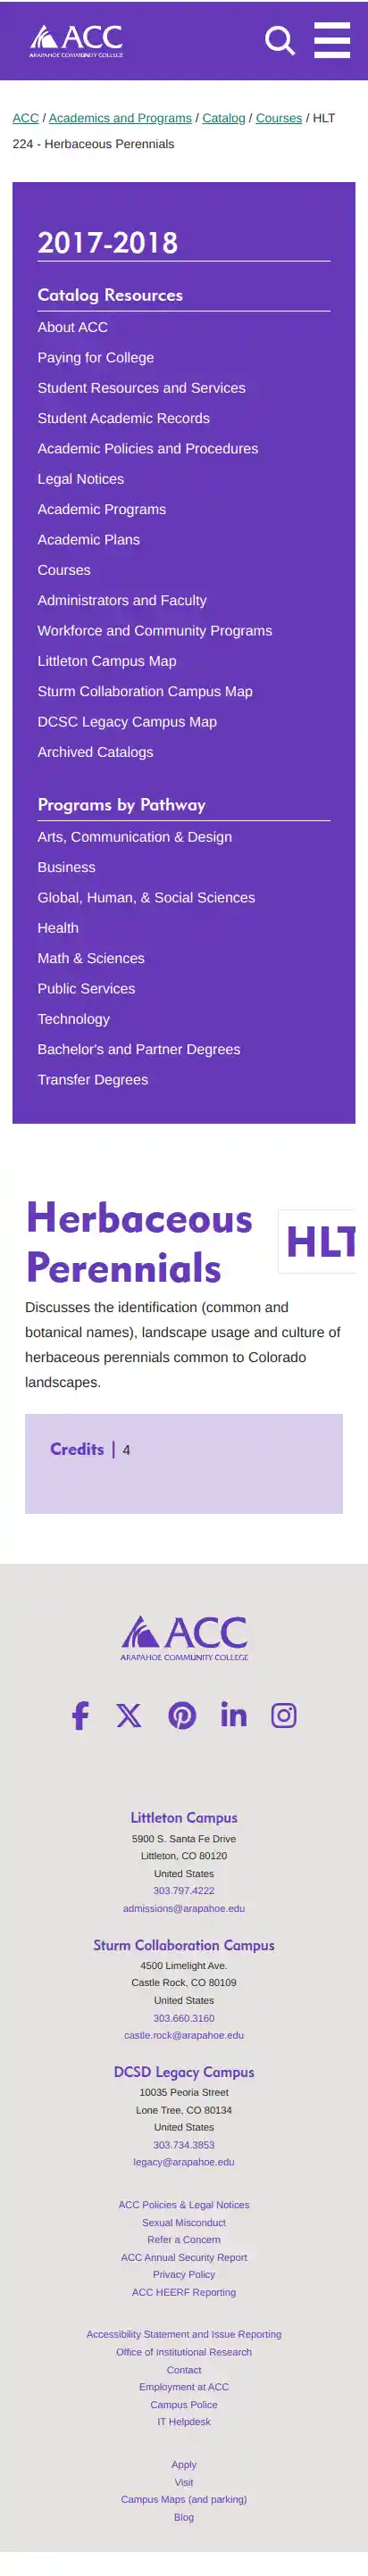 ACC
ARAPAHOE COMMUNITY COLLEGE
ACC / Academics and Programs / Catalog / Courses / HLT
224 - Herbaceous Perennials
2017-2018
Catalog Resources
About ACC
Paying for College
Student Resources and Services
Student Academic Records
Academic Policies and Procedures
Legal Notices
Academic Programs
Academic Plans
Courses
Administrators and Faculty
Workforce and Community Programs
Littleton Campus Map
Sturm Collaboration Campus Map
DCSC Legacy Campus Map
Archived Catalogs
Programs by Pathway
Arts, Communication & Design
Business
Global, Human, & Social Sciences
Health
Math & Sciences
Public Services
Technology
Bachelor's and Partner Degrees
Transfer Degrees
Herbaceous
Perennials
HLT
Discusses the identification (common and
botanical names), landscape usage and culture of
herbaceous perennials common to Colorado
landscapes.
Credits | 4
ACC
ARAPAHOE COMMUNITY COLLEGE
Littleton Campus
5900 S. Santa Fe Drive
Littleton, CO 80120
United States
303.797.4222
admissions@arapahoe.edu
Sturm Collaboration Campus
4500 Limelight Ave.
Castle Rock, CO 80109
United States
303.660.3160
castle.rock@arapahoe.edu
DCSD Legacy Campus
10035 Peoria Street
Lone Tree, CO 80134
United States
303.734.3853
legacy@arapahoe.edu
ACC Policies & Legal Notices
Sexual Misconduct
Refer a Concern
ACC Annual Security Report
Privacy Policy
ACC HEERF Reporting
Accessibility Statement and Issue Reporting
Office of Institutional Research
Contact
Employment at ACC
Campus Police
IT Helpdesk
Apply
Visit
Campus Maps (and parking)
Blog